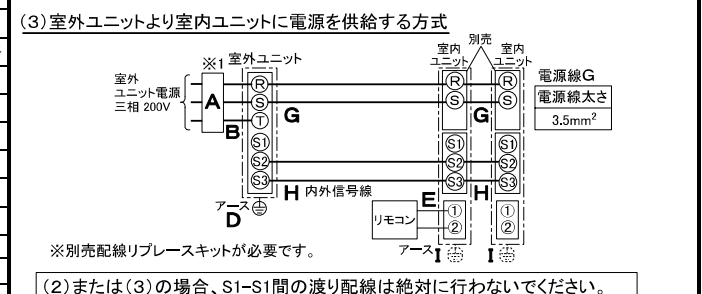 (3)室外ユニットより室内ユニットに電源を供給する方式
別売
※1 室外ユニット
室内
ユニット
室内
ユニット
室外
ユニット電源
三相 200V
A
B
R
S
T
S1
S2
S3
G
R
S
S1
S2
S3
G
R
S
S1
S2
S3
電源線G
電源線太さ
3.5mm²
H 内外信号線
E
H
アース
D
リモコン
①
②
①
②
アース I
I
※別売配線リプレースキットが必要です。
(2)または(3)の場合、S1-S1間の渡り配線は絶対に行わないでください。